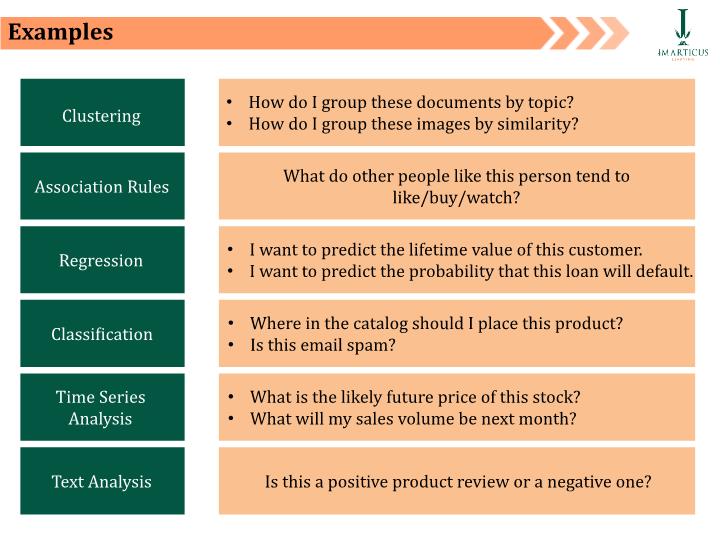 Examples
IMARTICUS
LEARNING
Clustering
• How do I group these documents by topic?
• How do I group these images by similarity?
Association Rules
What do other people like this person tend to
like/buy/watch?
Regression
• I want to predict the lifetime value of this customer.
• I want to predict the probability that this loan will default.
Classification
• Where in the catalog should I place this product?
• Is this email spam?
Time Series
Analysis
• What is the likely future price of this stock?
• What will my sales volume be next month?
Text Analysis
Is this a positive product review or a negative one?